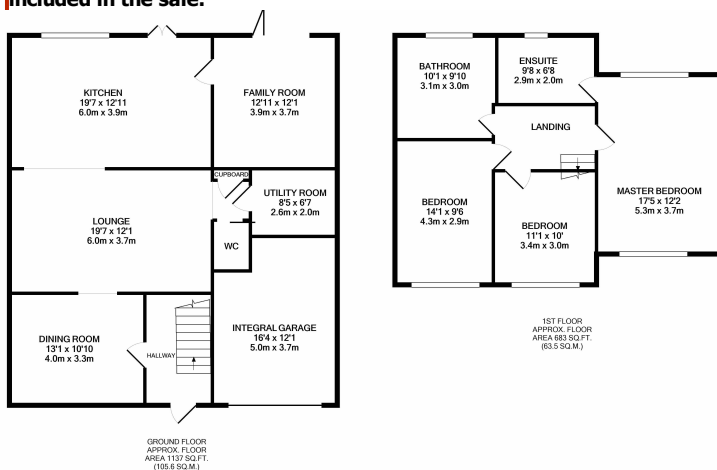 included in the sale.
KITCHEN
19'7 x 12'11
6.0m x 3.9m
FAMILY ROOM
12'11 x 12'1
3.9m x 3.7m
CUPBOARD
UTILITY ROOM
8'5 x 6'7
2.6m x 2.0m
LOUNGE
19'7 x 12'1
6.0m x 3.7m
WC
DINING ROOM
13'1 x 10'10
4.0m x 3.3m
HALLWAY
INTEGRAL GARAGE
16'4 x 12'1
5.0m x 3.7m
GROUND FLOOR
APPROX. FLOOR
AREA 1137 SQ.FT.
(105.6 SQ.M.)
BATHROOM
10'1 x 9'10
3.1m x 3.0m
ENSUITE
9'8 x 6'8
2.9m x 2.0m
LANDING
BEDROOM
14'1 x 9'6
4.3m x 2.9m
BEDROOM
11'1 x 10'
3.4m x 3.0m
MASTER BEDROOM
17'5 x 12'2
5.3m x 3.7m
1ST FLOOR
APPROX. FLOOR
AREA 683 SQ.FT.
(63.5 SQ.M.)